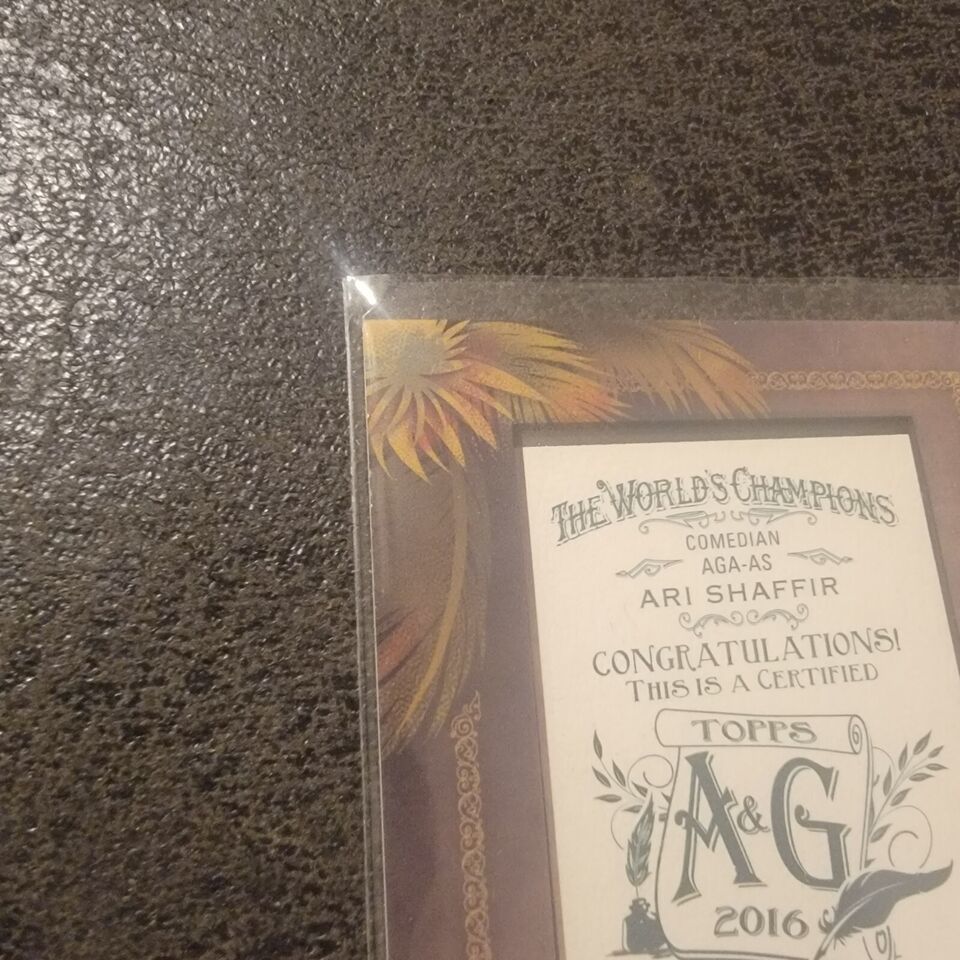 THE WORLD'S CHAMPIONS
COMEDIAN
AGA-AS
ARI SHAFFIR
CONGRATULATIONS!
THIS IS A CERTIFIED
TOPPS
A&G
2016